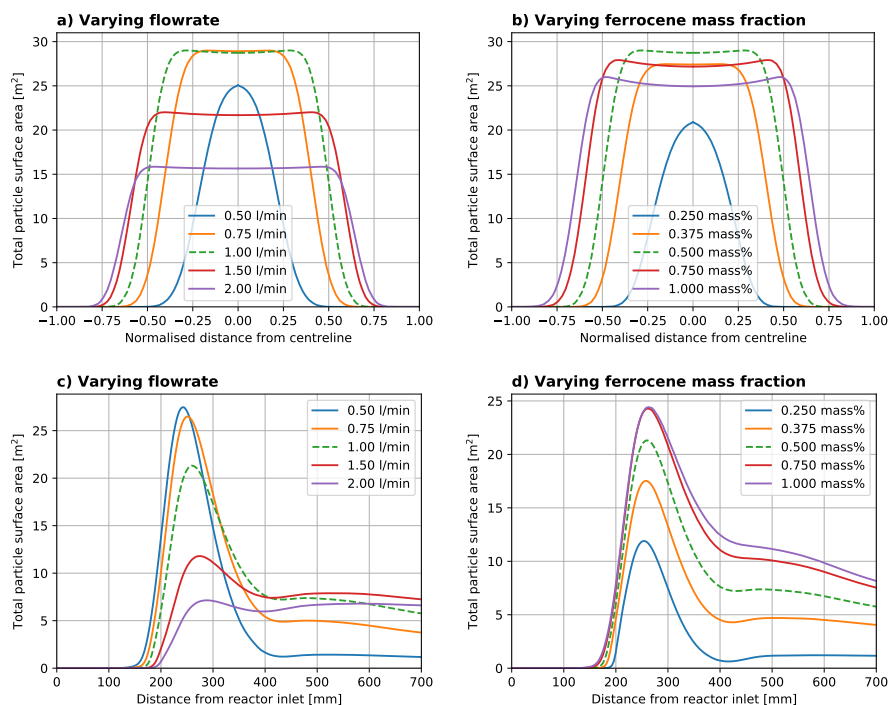 a) Varying flowrate
Total particle surface area [m²]
30
25
20
15
10
5
0
0.50 l/min
0.75 l/min
1.00 l/min
1.50 l/min
2.00 l/min
−1.00 −0.75 −0.50 −0.25 0.00 0.25 0.50 0.75 1.00
Normalised distance from centreline
b) Varying ferrocene mass fraction
Total particle surface area [m²]
30
25
20
15
10
5
0
0.250 mass%
0.375 mass%
0.500 mass%
0.750 mass%
1.000 mass%
−1.00 −0.75 −0.50 −0.25 0.00 0.25 0.50 0.75 1.00
Normalised distance from centreline
c) Varying flowrate
Total particle surface area [m²]
25
20
15
10
5
0
0.50 l/min
0.75 l/min
1.00 l/min
1.50 l/min
2.00 l/min
0 100 200 300 400 500 600 700
Distance from reactor inlet [mm]
d) Varying ferrocene mass fraction
Total particle surface area [m²]
25
20
15
10
5
0
0.250 mass%
0.375 mass%
0.500 mass%
0.750 mass%
1.000 mass%
0 100 200 300 400 500 600 700
Distance from reactor inlet [mm]